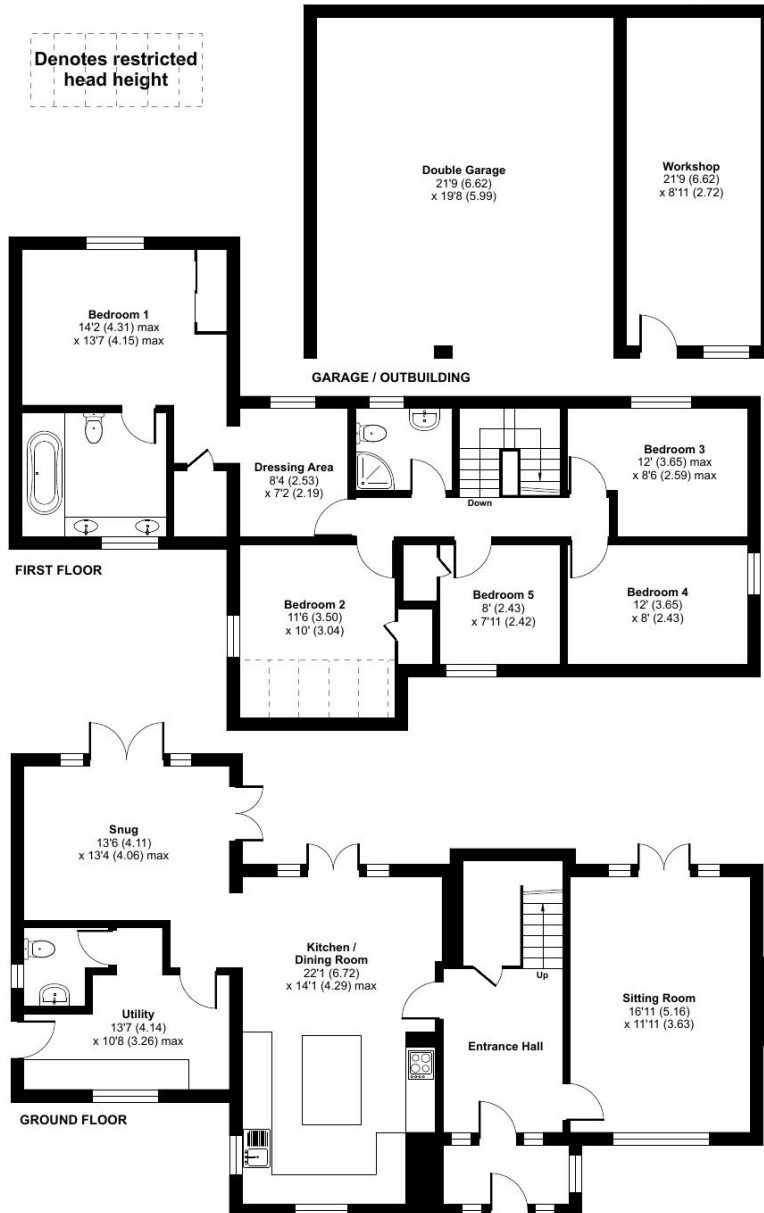 Denotes restricted
head height
Double Garage
21'9 (6.62)
x 19'8 (5.99)
Workshop
21'9 (6.62)
x 8'11 (2.72)
GARAGE / OUTBUILDING
Bedroom 1
14'2 (4.31) max
x 13'7 (4.15) max
Dressing Area
8'4 (2.53)
x 7'2 (2.19)
Down
Bedroom 3
12' (3.65) max
x 8'6 (2.59) max
FIRST FLOOR
Bedroom 2
11'6 (3.50)
x 10' (3.04)
Bedroom 5
8' (2.43)
x 7'11 (2.42)
Bedroom 4
12' (3.65)
x 8' (2.43)
Snug
13'6 (4.11)
x 13'4 (4.06) max
Kitchen /
Dining Room
22'1 (6.72)
x 14'1 (4.29) max
Up
Utility
13'7 (4.14)
x 10'8 (3.26) max
Entrance Hall
Sitting Room
16'11 (5.16)
x 11'11 (3.63)
GROUND FLOOR